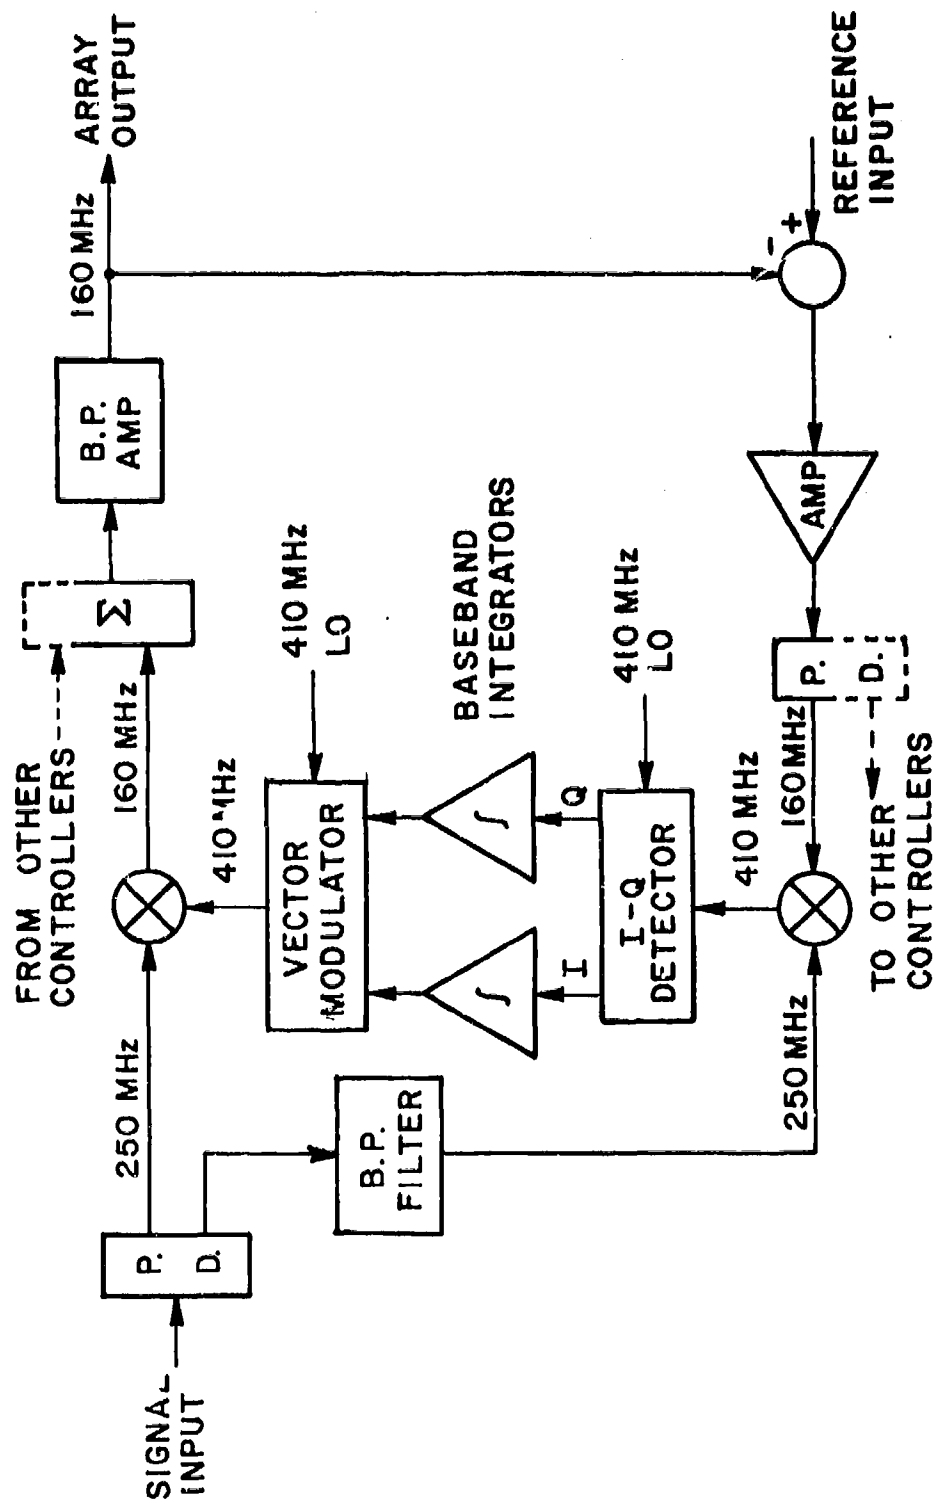 SIGNAL
INPUT
P.
D.
250 MHz
FROM OTHER
CONTROLLERS
160 MHz
Σ
B.P.
AMP
160 MHz
ARRAY
OUTPUT
B.P.
FILTER
410 MHz
VECTOR
MODULATOR
410 MHz
LO
∫
∫
BASEBAND
INTEGRATORS
I
Q
I-Q
DETECTOR
410 MHz
LO
410 MHz
250 MHz
160 MHz
P.
D.
TO OTHER
CONTROLLERS
AMP
-
+
REFERENCE
INPUT